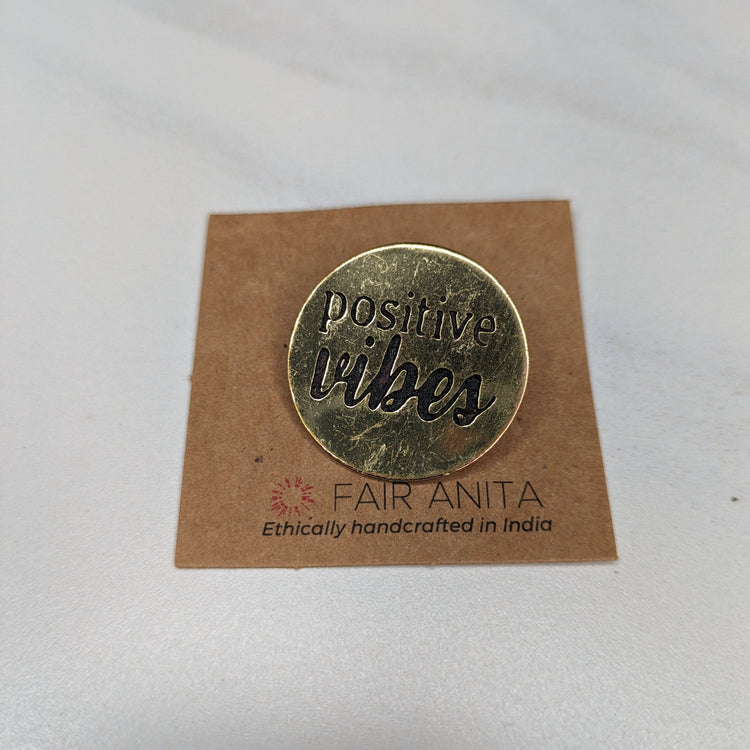 positive
vibes
FAIR ANITA
Ethically handcrafted in India